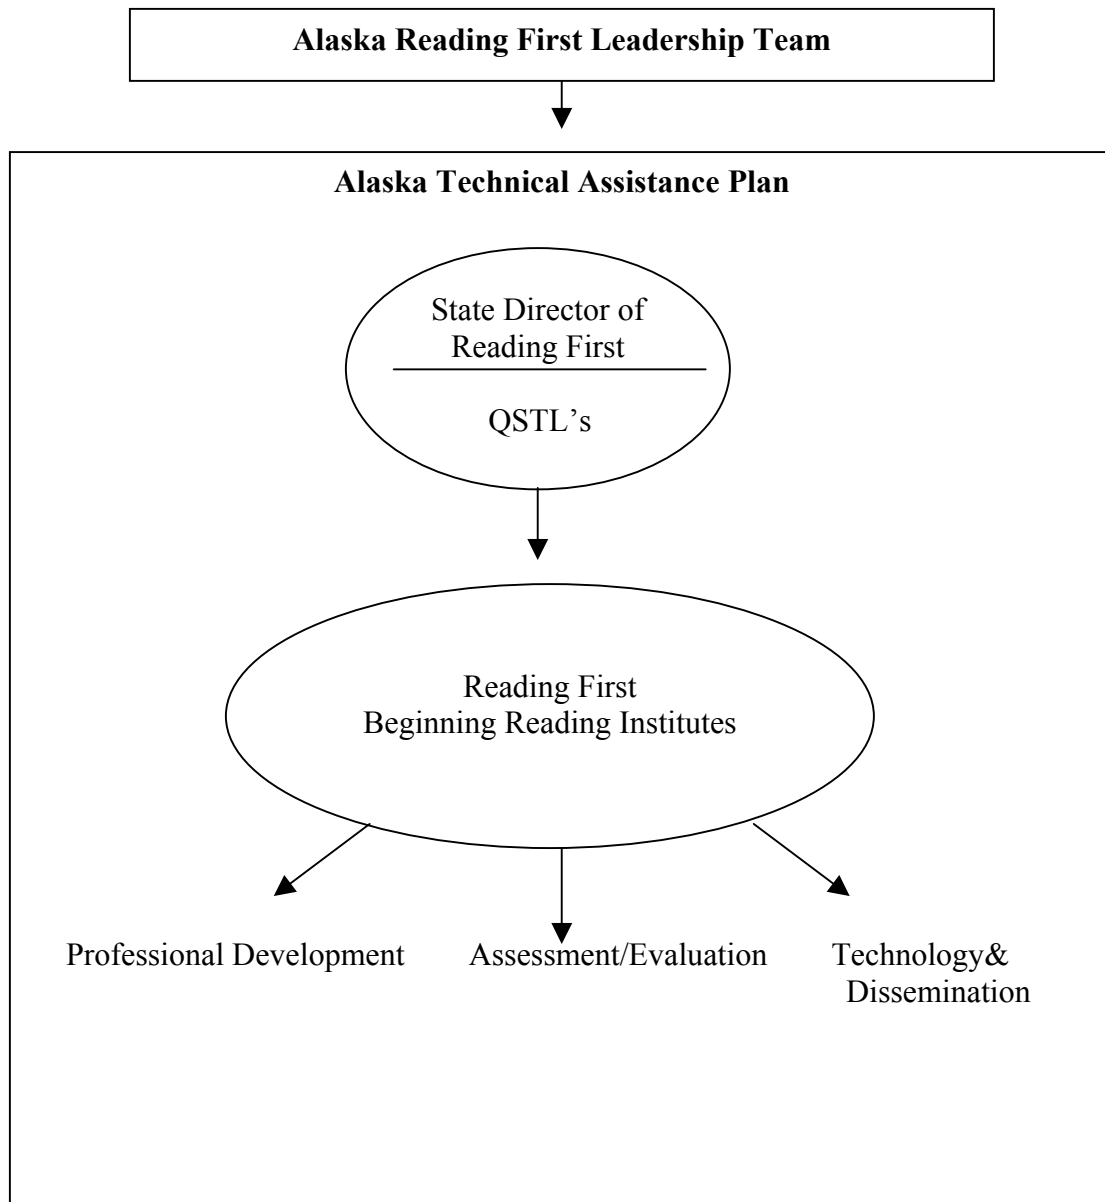 Alaska Reading First Leadership Team
Alaska Technical Assistance Plan
State Director of
Reading First
QSTL’s
Reading First
Beginning Reading Institutes
Professional Development
Assessment/Evaluation
Technology&
Dissemination